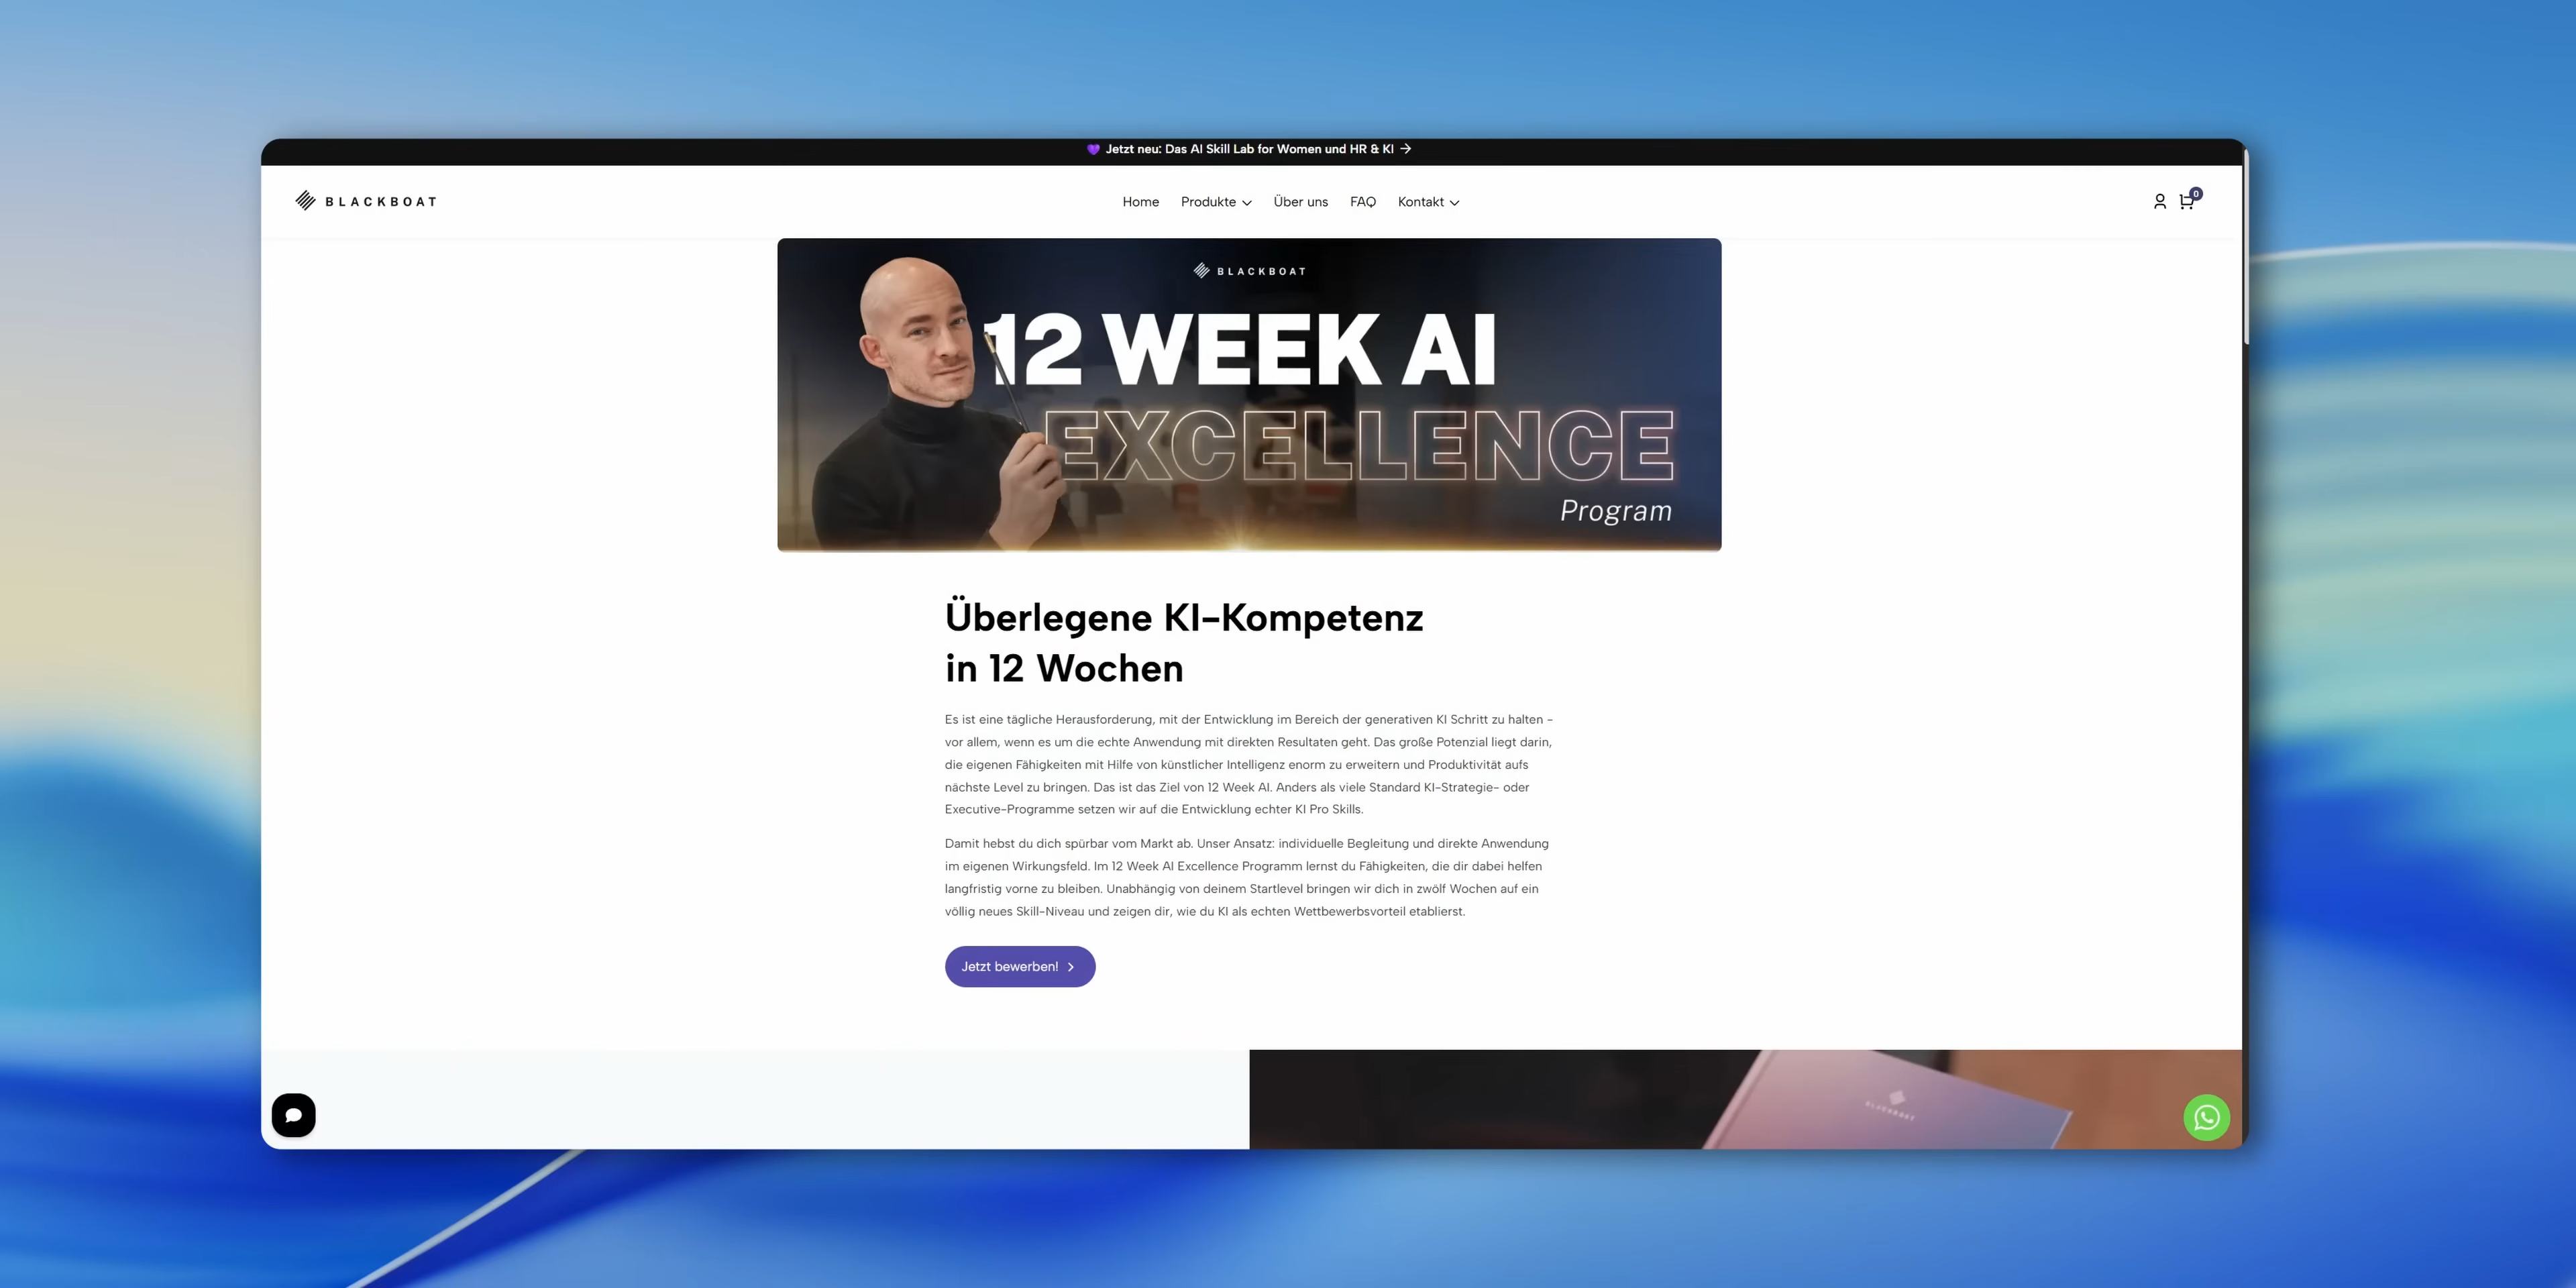 💜 Jetzt neu: Das AI Skill Lab for Women und HR & KI →
BLACKBOAT
Home Produkte Über uns FAQ Kontakt
0
BLACKBOAT
12 WEEK AI
EXCELLENCE
Program
Überlegene KI-Kompetenz
in 12 Wochen
Es ist eine tägliche Herausforderung, mit der Entwicklung im Bereich der generativen KI Schritt zu halten -
vor allem, wenn es um die echte Anwendung mit direkten Resultaten geht. Das große Potenzial liegt darin,
die eigenen Fähigkeiten mit Hilfe von künstlicher Intelligenz enorm zu erweitern und Produktivität aufs
nächste Level zu bringen. Das ist das Ziel von 12 Week AI. Anders als viele Standard KI-Strategie- oder
Executive-Programme setzen wir auf die Entwicklung echter KI Pro Skills.
Damit hebst du dich spürbar vom Markt ab. Unser Ansatz: individuelle Begleitung und direkte Anwendung
im eigenen Wirkungsfeld. Im 12 Week AI Excellence Programm lernst du Fähigkeiten, die dir dabei helfen
langfristig vorne zu bleiben. Unabhängig von deinem Startlevel bringen wir dich in zwölf Wochen auf ein
völlig neues Skill-Niveau und zeigen dir, wie du KI als echten Wettbewerbsvorteil etablierst.
Jetzt bewerben!
BLACKBOAT